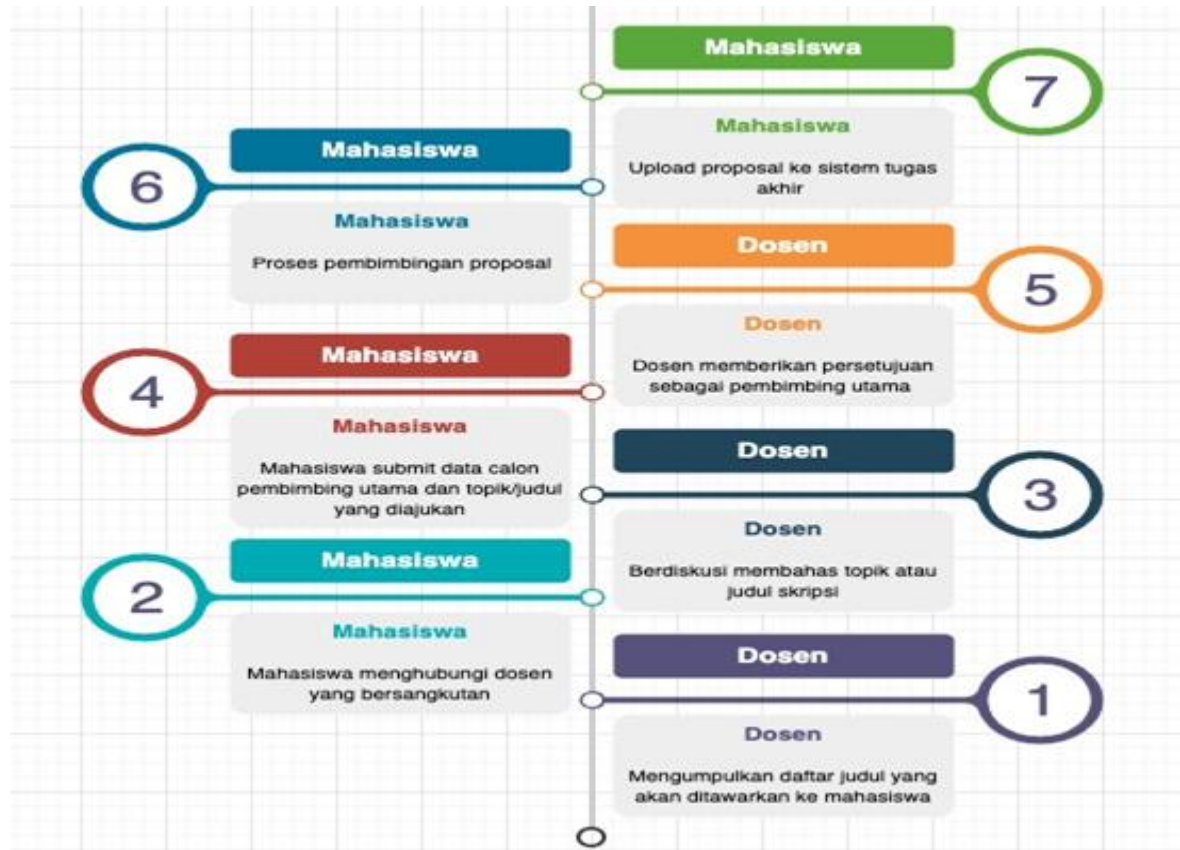 Mahasiswa
7
Mahasiswa
Upload proposal ke sistem tugas
akhir
Mahasiswa
6
Mahasiswa
Proses pembimbingan proposal
Dosen
5
Dosen
Dosen memberikan persetujuan
sebagai pembimbing utama
Mahasiswa
4
Mahasiswa
Mahasiswa submit data calon
pembimbing utama dan topik/judul
yang diajukan
Dosen
3
Dosen
Berdiskusi membahas topik atau
judul skripsi
Mahasiswa
2
Mahasiswa
Mahasiswa menghubungi dosen
yang bersangkutan
Dosen
1
Dosen
Mengumpulkan daftar judul yang
akan ditawarkan ke mahasiswa